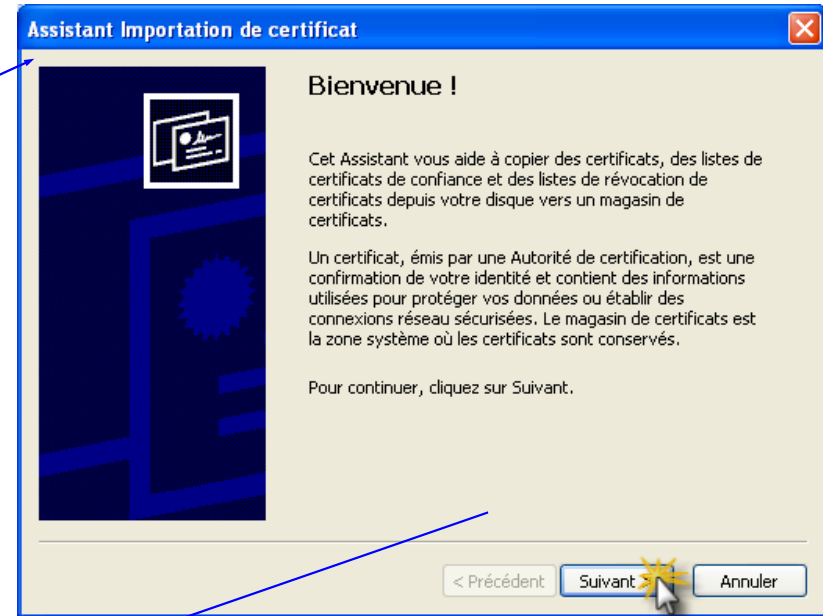 Assistant Importation de certificat
Bienvenue !
Cet Assistant vous aide à copier des certificats, des listes de
certificats de confiance et des listes de révocation de
certificats depuis votre disque vers un magasin de
certificats.
Un certificat, émis par une Autorité de certification, est une
confirmation de votre identité et contient des informations
utilisées pour protéger vos données ou établir des
connexions réseau sécurisées. Le magasin de certificats est
la zone système où les certificats sont conservés.
Pour continuer, cliquez sur Suivant.
< Précédent Suivant > Annuler